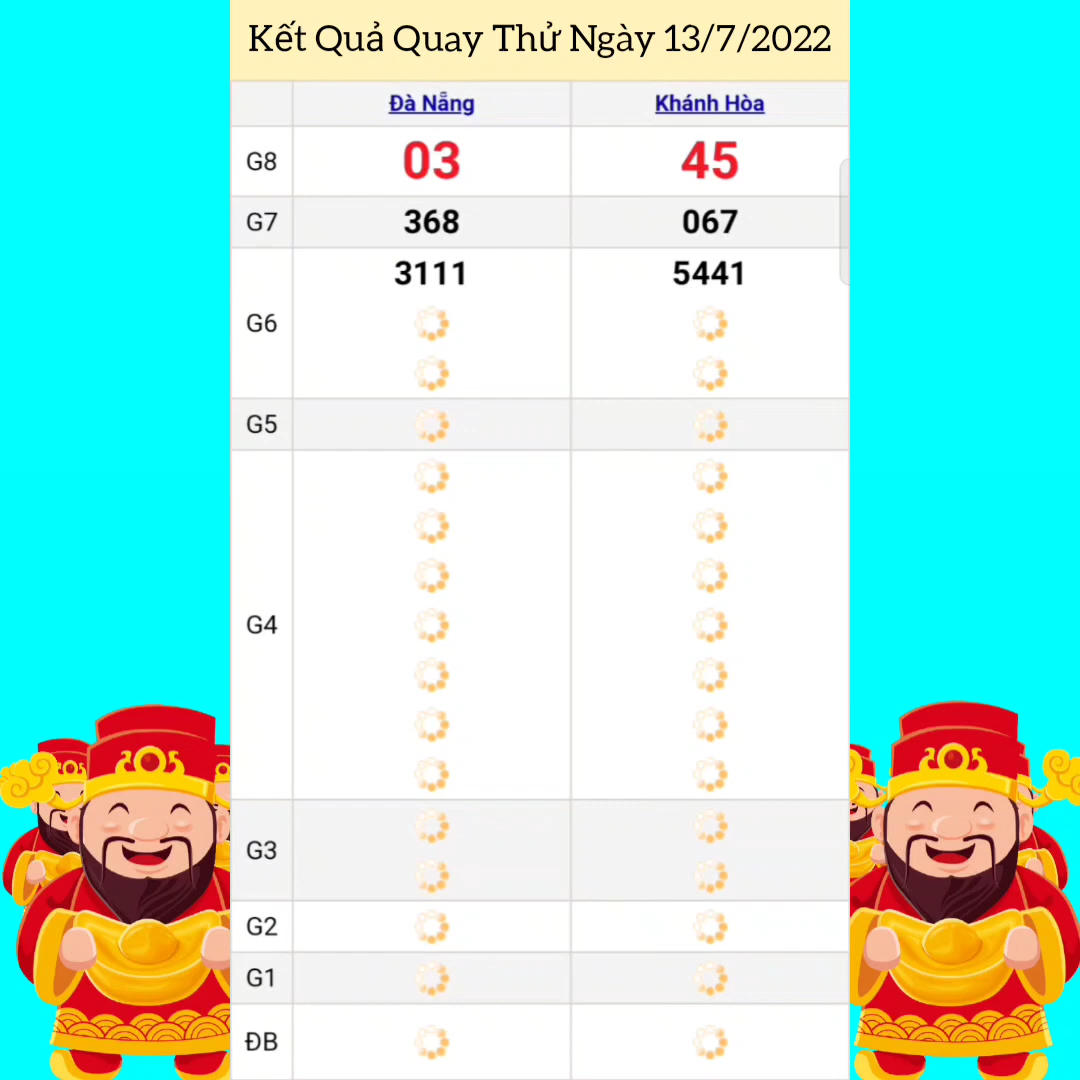 Kết Quả Quay Thử Ngày 13/7/2022
Đà Nẵng Khánh Hòa
G8 03 45
G7 368 067
3111 5441
G6
G5
G4
G3
G2
G1
ĐB